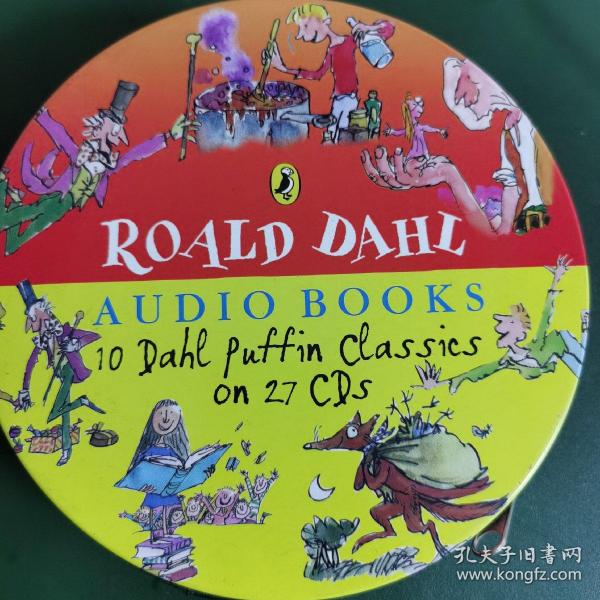 ROALD DAHL
AUDIO BOOKS
10 Dahl Puffin Classics
on 27 CDs
孔夫子旧书网
www.kongfz.com